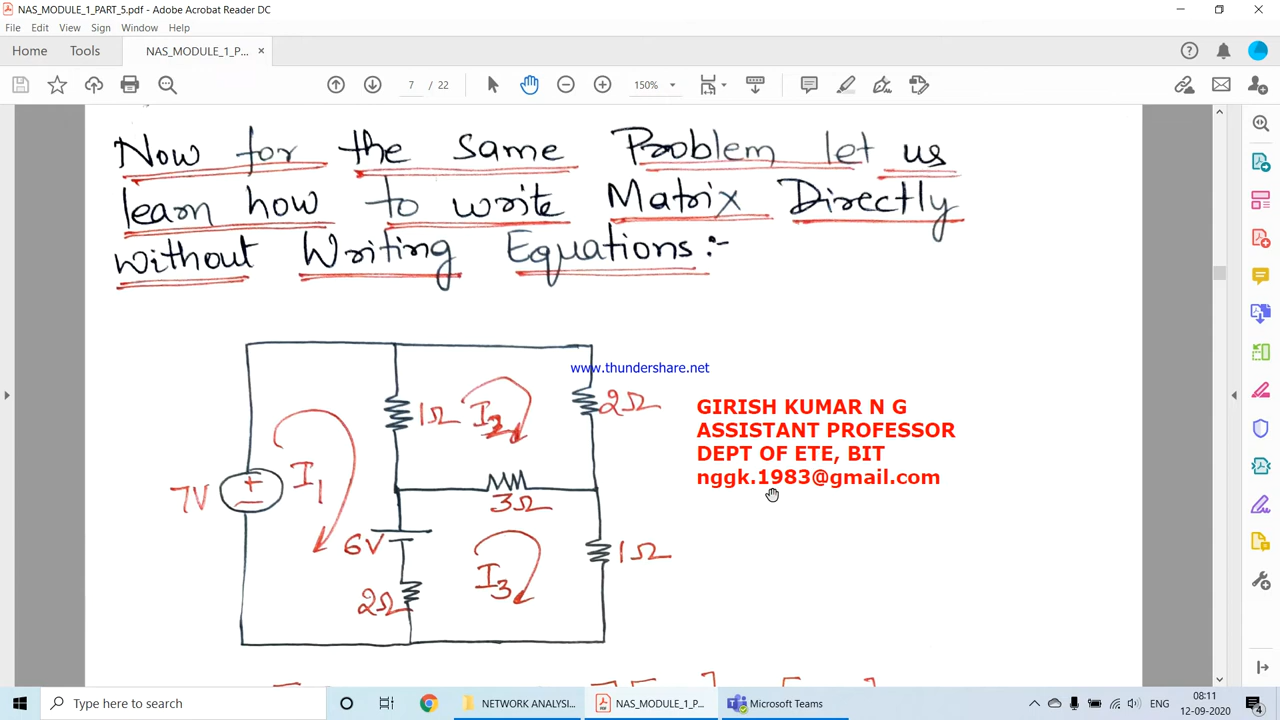 NAS_MODULE_1_PART_5.pdf - Adobe Acrobat Reader DC
File Edit View Sign Window Help
Home Tools NAS_MODULE_1_P... ×
7 / 22 150%
Now for the same Problem let us
learn how to write Matrix Directly
without Writing Equations :-
www.thundershare.net
1Ω I2 2Ω
GIRISH KUMAR N G
ASSISTANT PROFESSOR
DEPT OF ETE, BIT
nggk.1983@gmail.com
7V + I1
3Ω
6V I3 1Ω
2Ω
Type here to search
NETWORK ANALYSI...
NAS_MODULE_1_P...
Microsoft Teams
ENG
08:11
12-09-2020
4